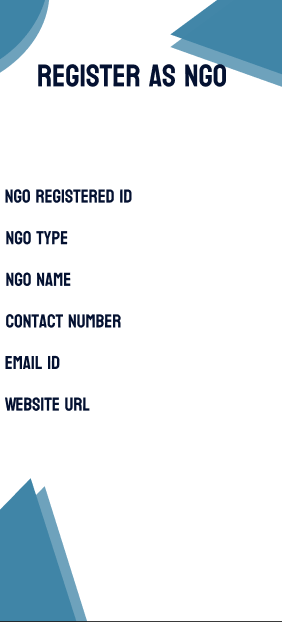 REGISTER AS NGO
NGO REGISTERED ID
NGO TYPE
NGO NAME
CONTACT NUMBER
EMAIL ID
WEBSITE URL